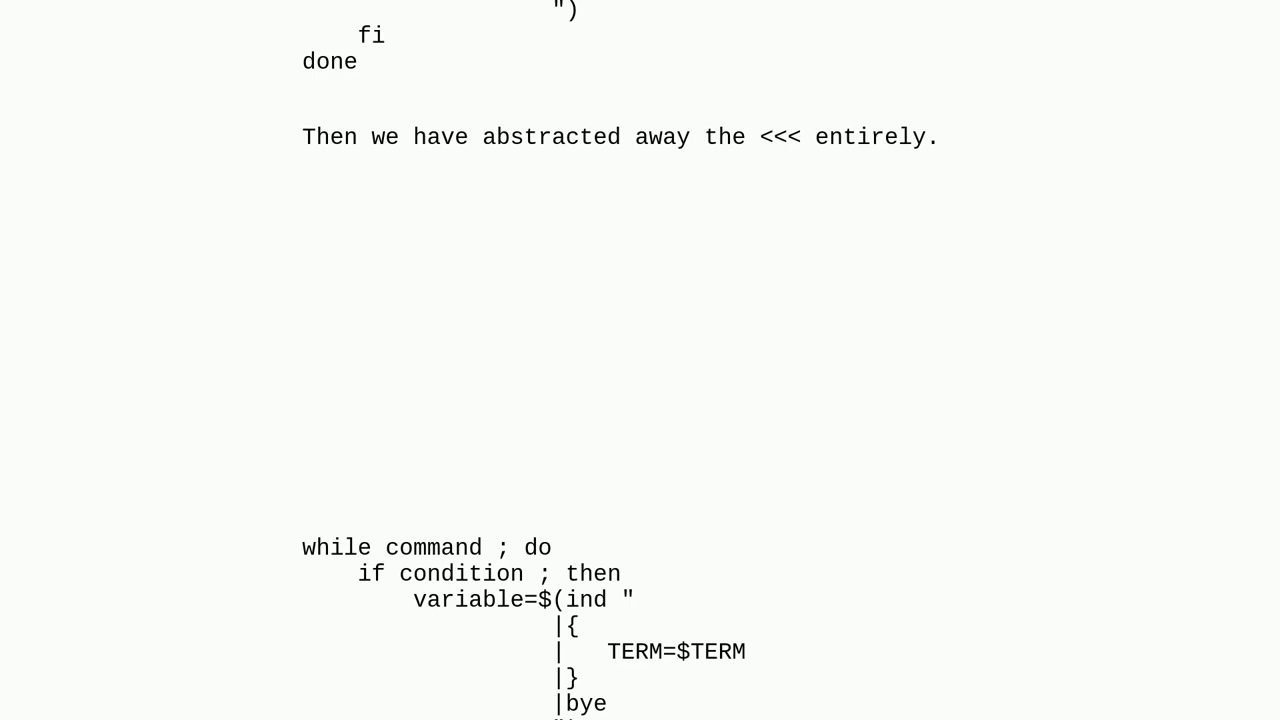 ")
    fi
done
Then we have abstracted away the <<< entirely.
while command ; do
    if condition ; then
        variable=$(ind "
                  |{
                  |   TERM=$TERM
                  |}
                  |bye